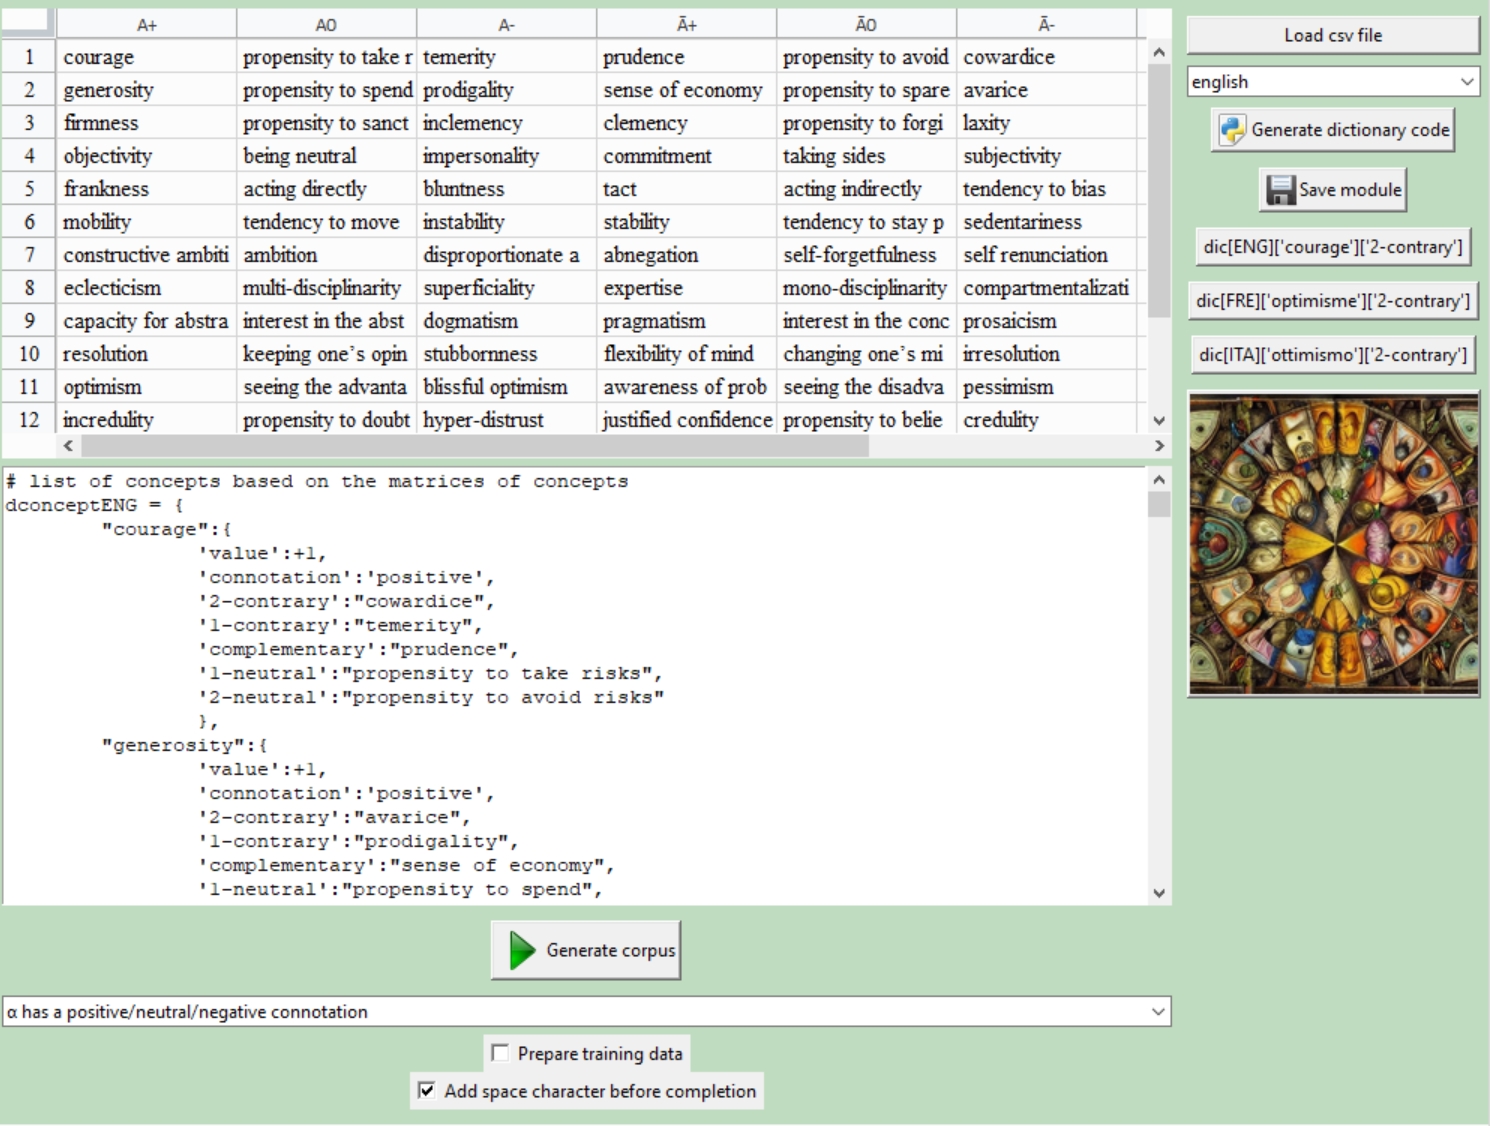 A+ A0 A- Ā+ Ā0 Ā-
1 courage propensity to take r temerity prudence propensity to avoid cowardice
2 generosity propensity to spend prodigality sense of economy propensity to spare avarice
3 firmness propensity to sanct inclemency clemency propensity to forgi laxity
4 objectivity being neutral impersonality commitment taking sides subjectivity
5 frankness acting directly bluntness tact acting indirectly tendency to bias
6 mobility tendency to move instability stability tendency to stay p sedentariness
7 constructive ambiti ambition disproportionate a abnegation self-forgetfulness self renunciation
8 eclecticism multi-disciplinarity superficiality expertise mono-disciplinarity compartmentalizati
9 capacity for abstra interest in the abst dogmatism pragmatism interest in the conc prosaicism
10 resolution keeping one’s opin stubbornness flexibility of mind changing one’s mi irresolution
11 optimism seeing the advanta blissful optimism awareness of prob seeing the disadva pessimism
12 incredulity propensity to doubt hyper-distrust justified confidence propensity to belie credulity
Load csv file
english
Generate dictionary code
Save module
dic[ENG]['courage']['2-contrary']
dic[FRE]['optimisme']['2-contrary']
dic[ITA]['ottimismo']['2-contrary']
# list of concepts based on the matrices of concepts
dconceptENG = {
"courage":{
'value':+1,
'connotation':'positive',
'2-contrary':"cowardice",
'1-contrary':"temerity",
'complementary':"prudence",
'1-neutral':"propensity to take risks",
'2-neutral':"propensity to avoid risks"
},
"generosity":{
'value':+1,
'connotation':'positive',
'2-contrary':"avarice",
'1-contrary':"prodigality",
'complementary':"sense of economy",
'1-neutral':"propensity to spend",
Generate corpus
α has a positive/neutral/negative connotation
Prepare training data
Add space character before completion